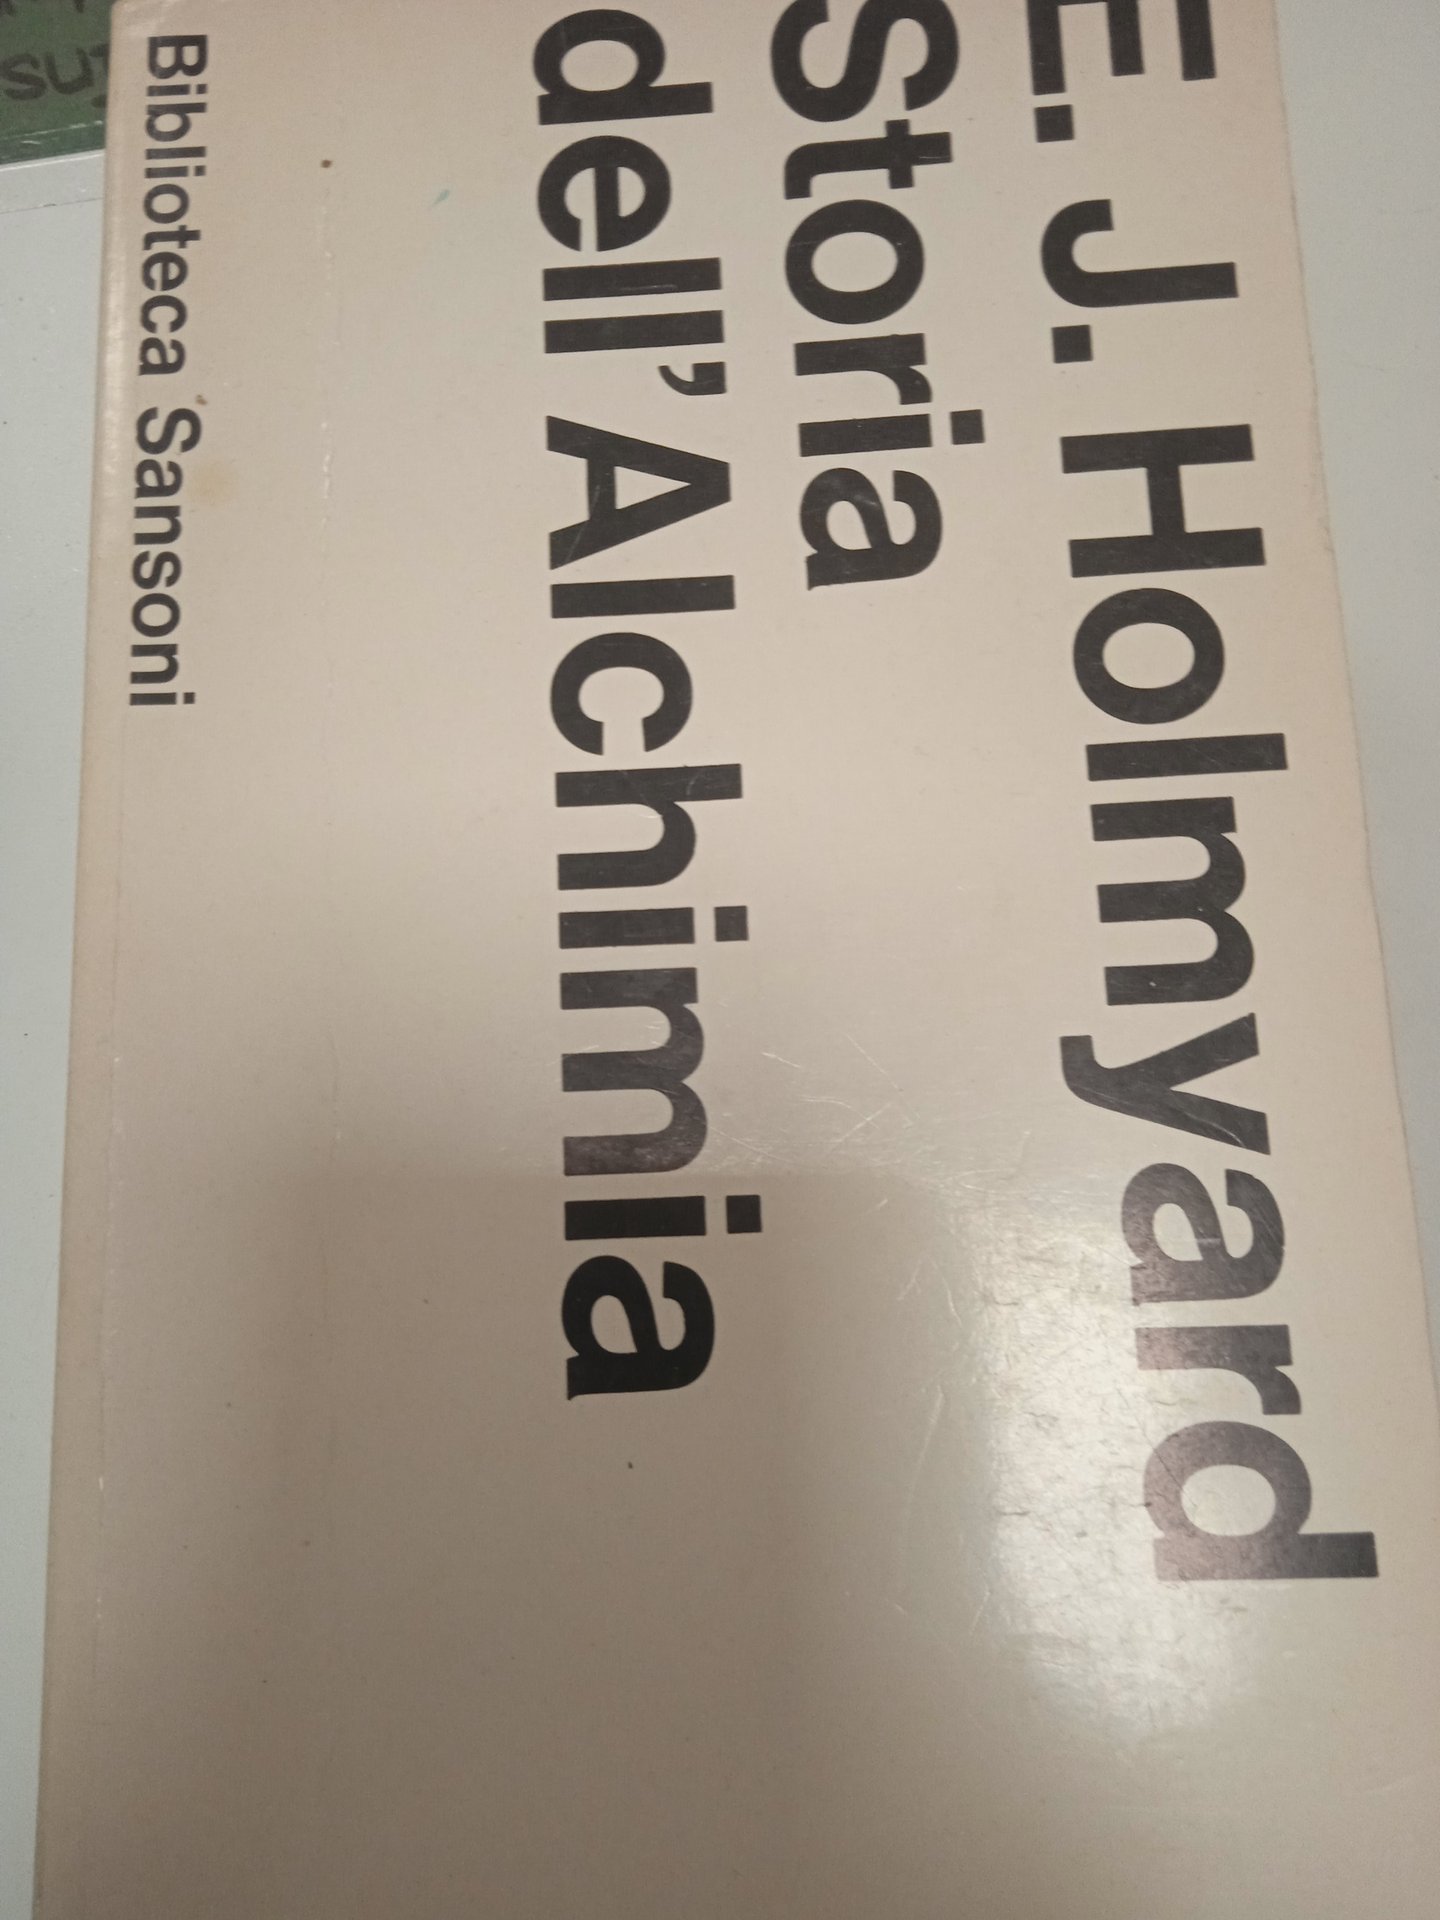 E. J. Holmyard
Storia
dell'Alchimia
Biblioteca Sansoni